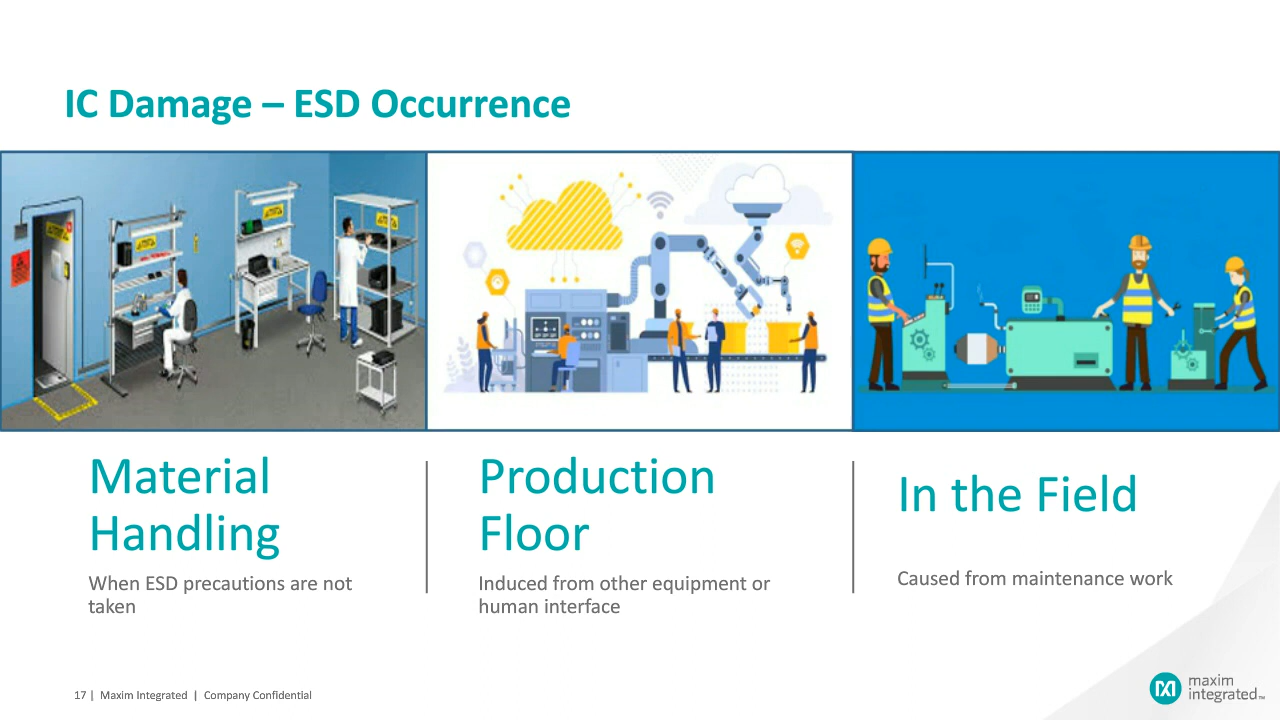 IC Damage – ESD Occurrence
Material
Handling
When ESD precautions are not
taken
Production
Floor
Induced from other equipment or
human interface
In the Field
Caused from maintenance work
17 | Maxim Integrated | Company Confidential
maxim
integrated™